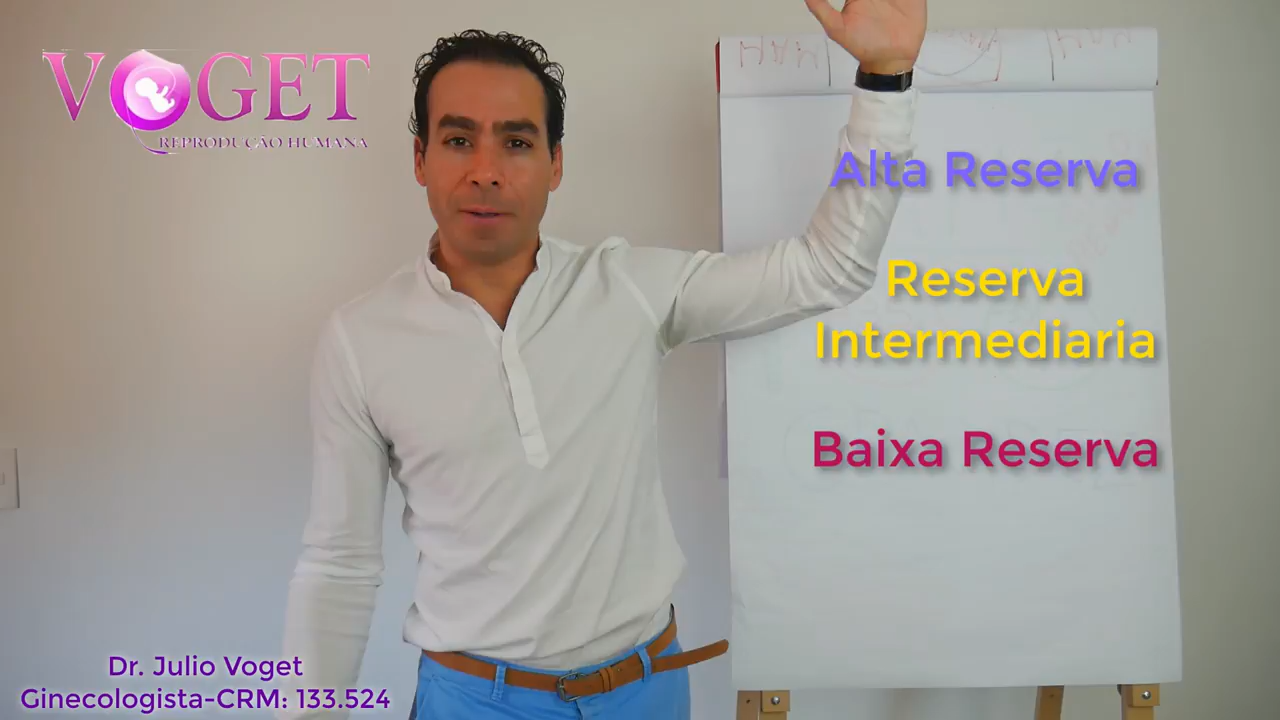 VOGET
REPRODUÇÃO HUMANA
Alta Reserva
Reserva
Intermediaria
Baixa Reserva
Dr. Julio Voget
Ginecologista-CRM: 133.524